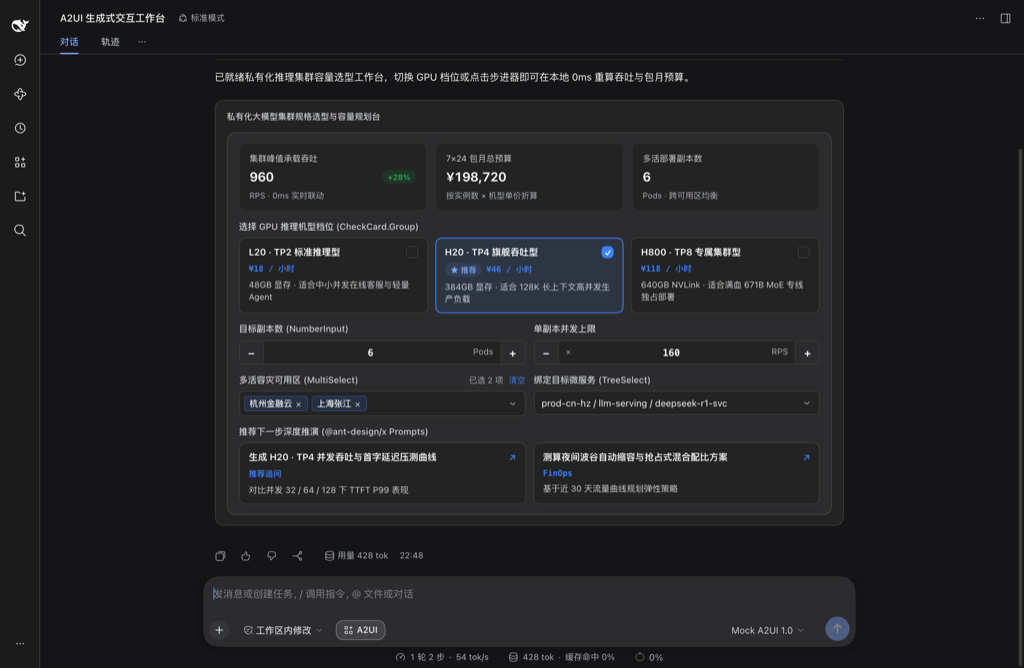 A2UI 生成式交互工作台 标准模式
对话 轨迹 ...
已就绪私有化推理集群容量选型工作台，切换 GPU 档位或点击步进器即可在本地 0ms 重算吞吐与包月预算。
私有化大模型集群规格选型与容量规划台
集群峰值承载吞吐
960 +28%
RPS · 0ms 实时联动
7×24 包月总预算
¥198,720
按实例数 × 机型单价折算
多活部署副本数
6
Pods · 跨可用区均衡
选择 GPU 推理机型档位 (CheckCard.Group)
L20 · TP2 标准推理型
¥18 / 小时
48GB 显存 · 适合中小并发在线客服与轻量
Agent
H20 · TP4 旗舰吞吐型
★ 推荐 ¥46 / 小时
384GB 显存 · 适合 128K 长上下文高并发生
产负载
H800 · TP8 专属集群型
¥118 / 小时
640GB NVLink · 适合满血 671B MoE 专线
独占部署
目标副本数 (NumberInput)
− 6 Pods +
单副本并发上限
− × 160 RPS +
多活容灾可用区 (MultiSelect) 已选 2 项 清空
杭州金融云 × 上海张江 ×
绑定目标微服务 (TreeSelect)
prod-cn-hz / llm-serving / deepseek-r1-svc
推荐下一步深度推演 (@ant-design/x Prompts)
生成 H20 · TP4 并发吞吐与首字延迟压测曲线
推荐追问
对比并发 32 / 64 / 128 下 TTFT P99 表现
测算夜间波谷自动缩容与抢占式混合配比方案
FinOps
基于近 30 天流量曲线规划弹性策略
用量 428 tok 22:48
发消息或创建任务, / 调用指令, @ 文件或对话
+ 工作区内修改 A2UI Mock A2UI 1.0
1 轮 2 步 · 54 tok/s 428 tok · 缓存命中 0% 0%